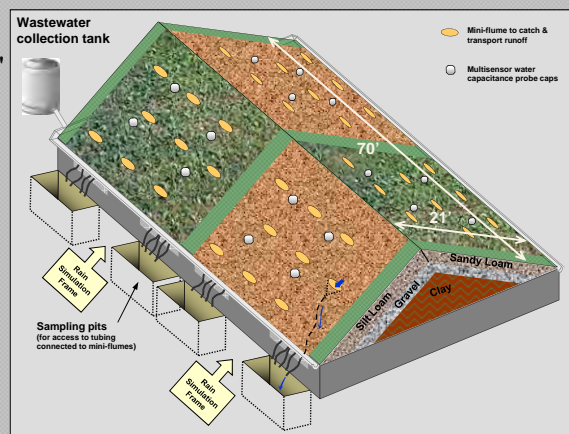 Wastewater
collection tank
Mini-flume to catch &
transport runoff
Multisensor water
capacitance probe caps
70'
21'
Sandy Loam
Silt Loam
Gravel
Clay
Rain
Simulation
Frame
Sampling pits
(for access to tubing
connected to mini-flumes)
Rain
Simulation
Frame